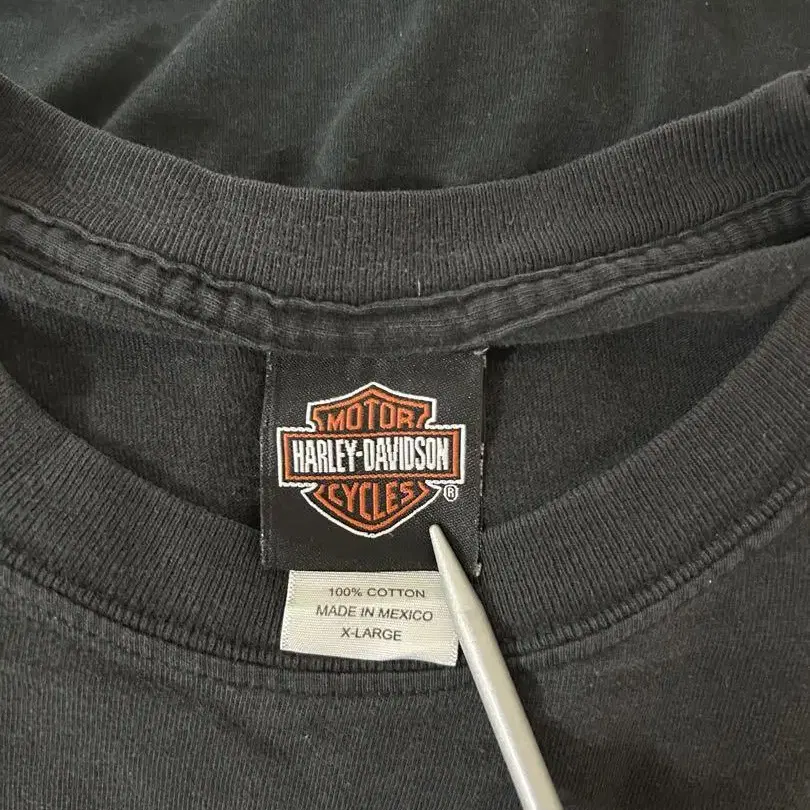 MOTOR
HARLEY-DAVIDSON
CYCLES ®
100% COTTON
MADE IN MEXICO
X-LARGE